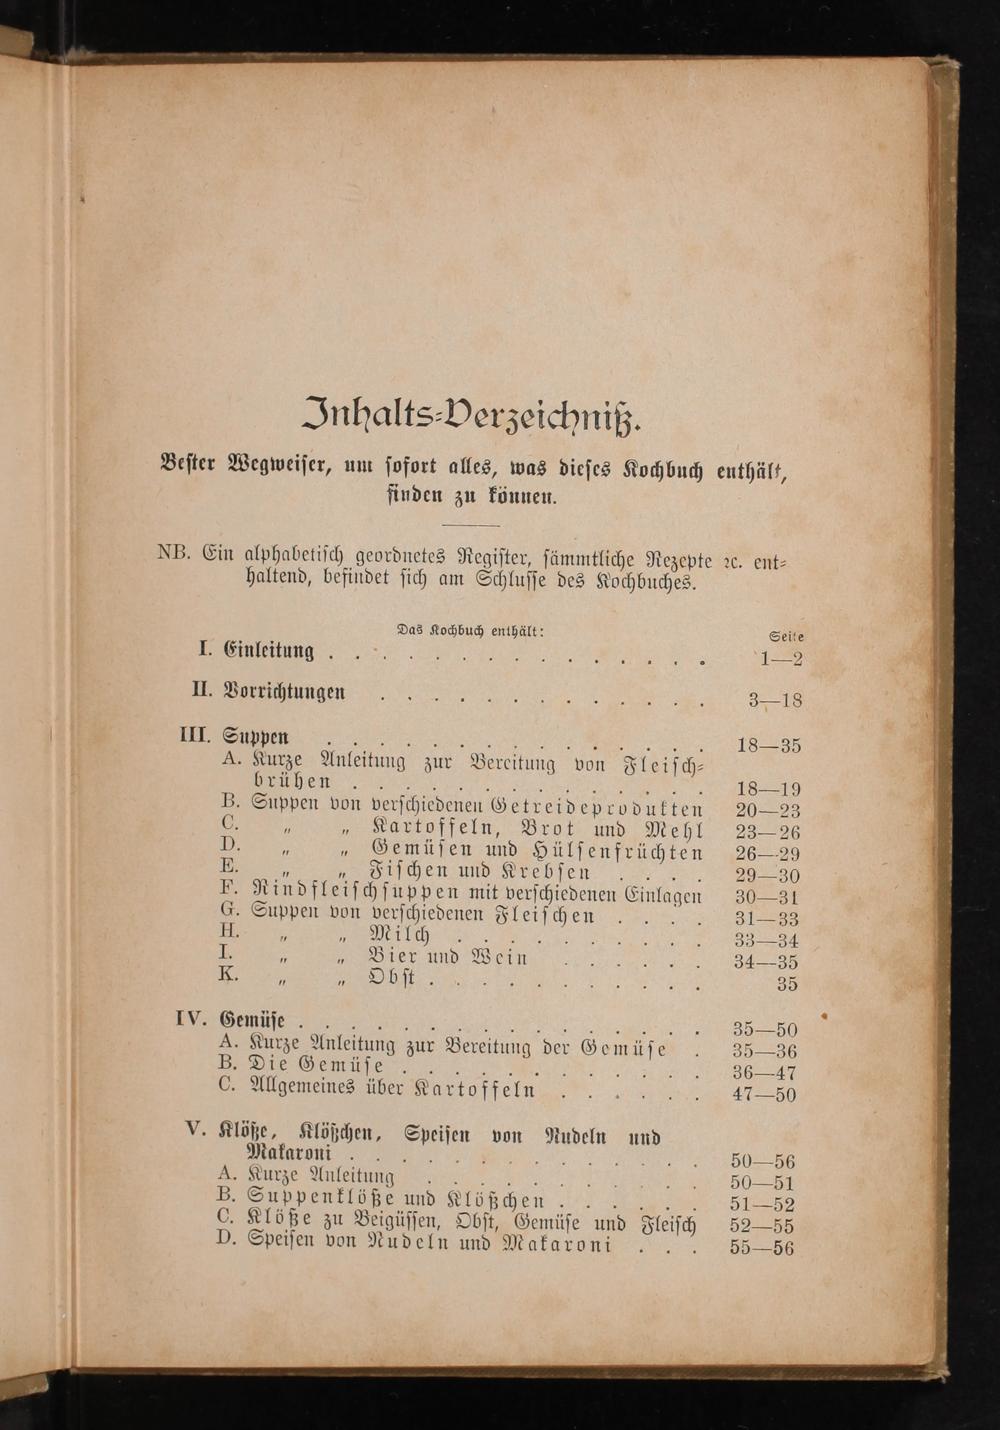 Inhalts-Verzeichniß.
Bester Wegweiser, um sofort alles, was dieses Kochbuch enthält,
finden zu können.
NB. Ein alphabetisch geordnetes Register, sämmtliche Rezepte ꝛc. ent-
haltend, befindet sich am Schlusse des Kochbuches.
Das Kochbuch enthält: Seite
I. Einleitung . . . . . . . . . . . . . . . 1—2
II. Vorrichtungen . . . . . . . . . . . . . 3—18
III. Suppen . . . . . . . . . . . . . . . 18—35
A. Kurze Anleitung zur Bereitung von Fleisch-
brühen . . . . . . . . . . . . . . 18—19
B. Suppen von verschiedenen Getreideprodukten 20—23
C. „ „ Kartoffeln, Brot und Mehl 23—26
D. „ „ Gemüsen und Hülsenfrüchten 26—29
E. „ „ Fischen und Krebsen . . . . 29—30
F. Rindfleischsuppen mit verschiedenen Einlagen 30—31
G. Suppen von verschiedenen Fleischen . . . . 31—33
H. „ „ Milch . . . . . . . . . . 33—34
I. „ „ Bier und Wein . . . . . . 34—35
K. „ „ Obst . . . . . . . . . . . 35
IV. Gemüse . . . . . . . . . . . . . . . . 35—50
A. Kurze Anleitung zur Bereitung der Gemüse . 35—36
B. Die Gemüse . . . . . . . . . . . . 36—47
C. Allgemeines über Kartoffeln . . . . . . 47—50
V. Klöße, Klößchen, Speisen von Nudeln und
Makaroni . . . . . . . . . . . . . . 50—56
A. Kurze Anleitung . . . . . . . . . . . 50—51
B. Suppenklöße und Klößchen . . . . . . 51—52
C. Klöße zu Beigüssen, Obst, Gemüse und Fleisch 52—55
D. Speisen von Nudeln und Makaroni . . . 55—56